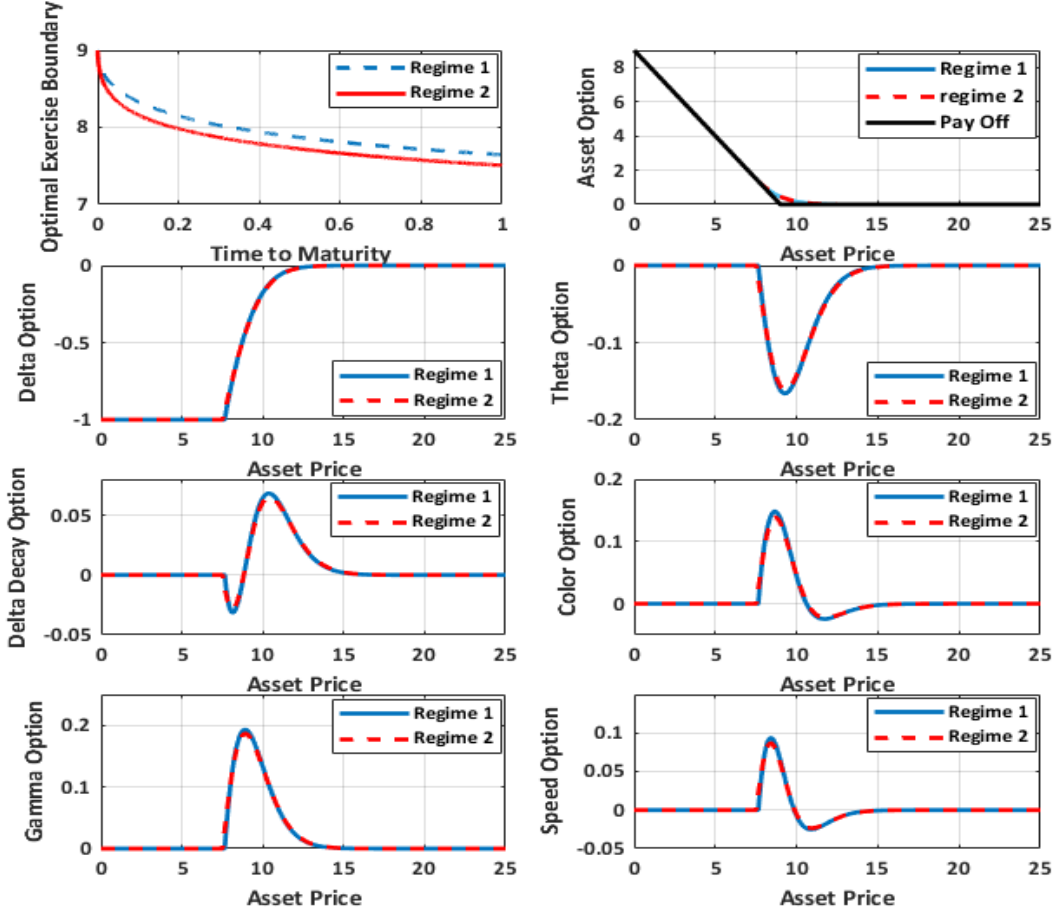 Optimal Exercise Boundary
9
8
7
0
0.2
0.4
0.6
0.8
1
Time to Maturity
Regime 1
Regime 2
Asset Option
8
6
4
2
0
0
5
10
15
20
25
Asset Price
Regime 1
regime 2
Pay Off
Delta Option
0
-0.5
-1
0
5
10
15
20
25
Asset Price
Regime 1
Regime 2
Theta Option
0
-0.1
-0.2
0
5
10
15
20
25
Asset Price
Regime 1
Regime 2
Delta Decay Option
0.05
0
-0.05
0
5
10
15
20
25
Asset Price
Regime 1
Regime 2
Color Option
0.2
0.1
0
0
5
10
15
20
25
Asset Price
Regime 1
Regime 2
Gamma Option
0.2
0.1
0
0
5
10
15
20
25
Asset Price
Regime 1
Regime 2
Speed Option
0.1
0.05
0
-0.05
0
5
10
15
20
25
Asset Price
Regime 1
Regime 2